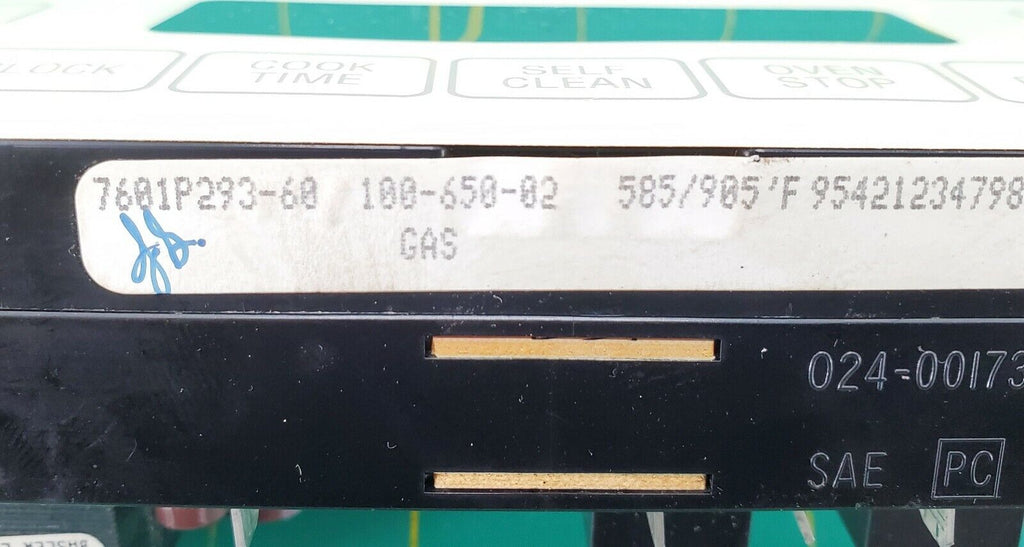 LOCK
COOK TIME
SELF CLEAN
OVEN STOP
7601P293-60 100-650-02 585/905°F 95421234798
GAS
024-00173
SAE PC